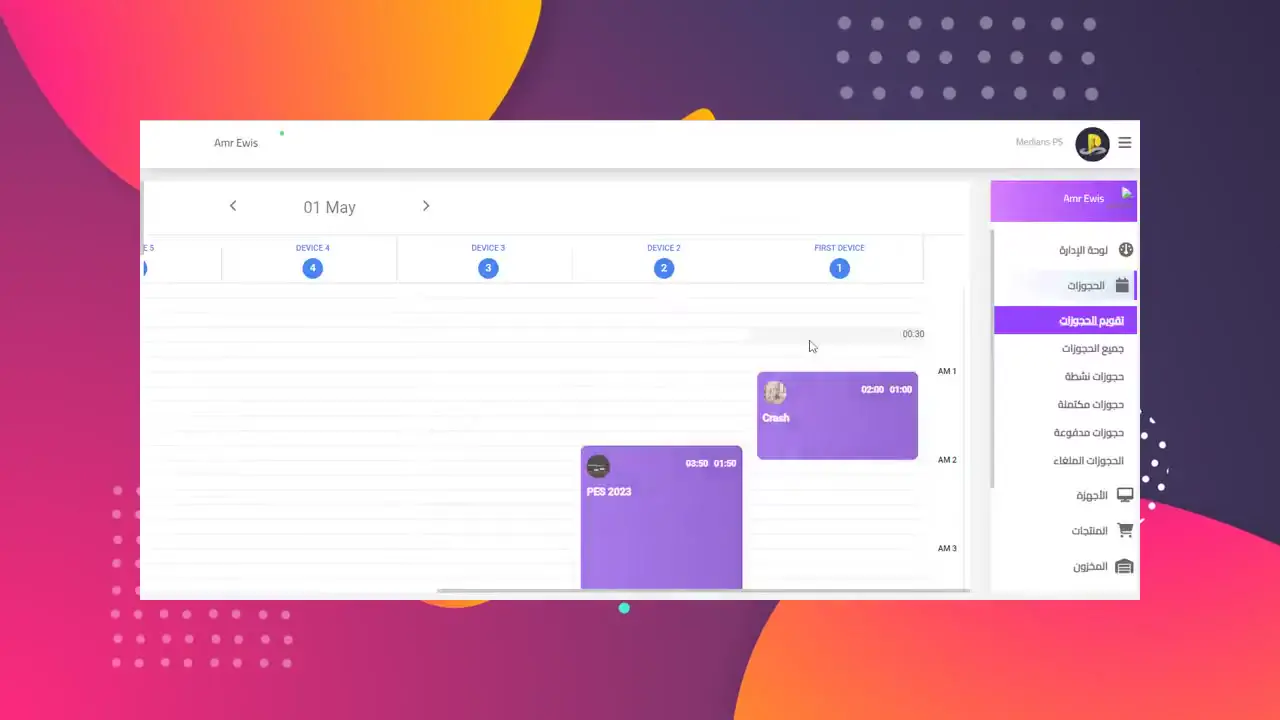 Medians PS
Amr Ewis
01 May
FIRST DEVICE
1
DEVICE 2
2
DEVICE 3
3
DEVICE 4
4
E 5
00:30
AM 1
02:00 01:00
Crash
AM 2
03:50 01:50
PES 2023
AM 3
Amr Ewis
لوحة الإدارة
الحجوزات
تقويم الحجوزات
جميع الحجوزات
حجوزات نشطة
حجوزات مكتملة
حجوزات مدفوعة
الحجوزات الملغاه
الأجهزة
المنتجات
المخزون